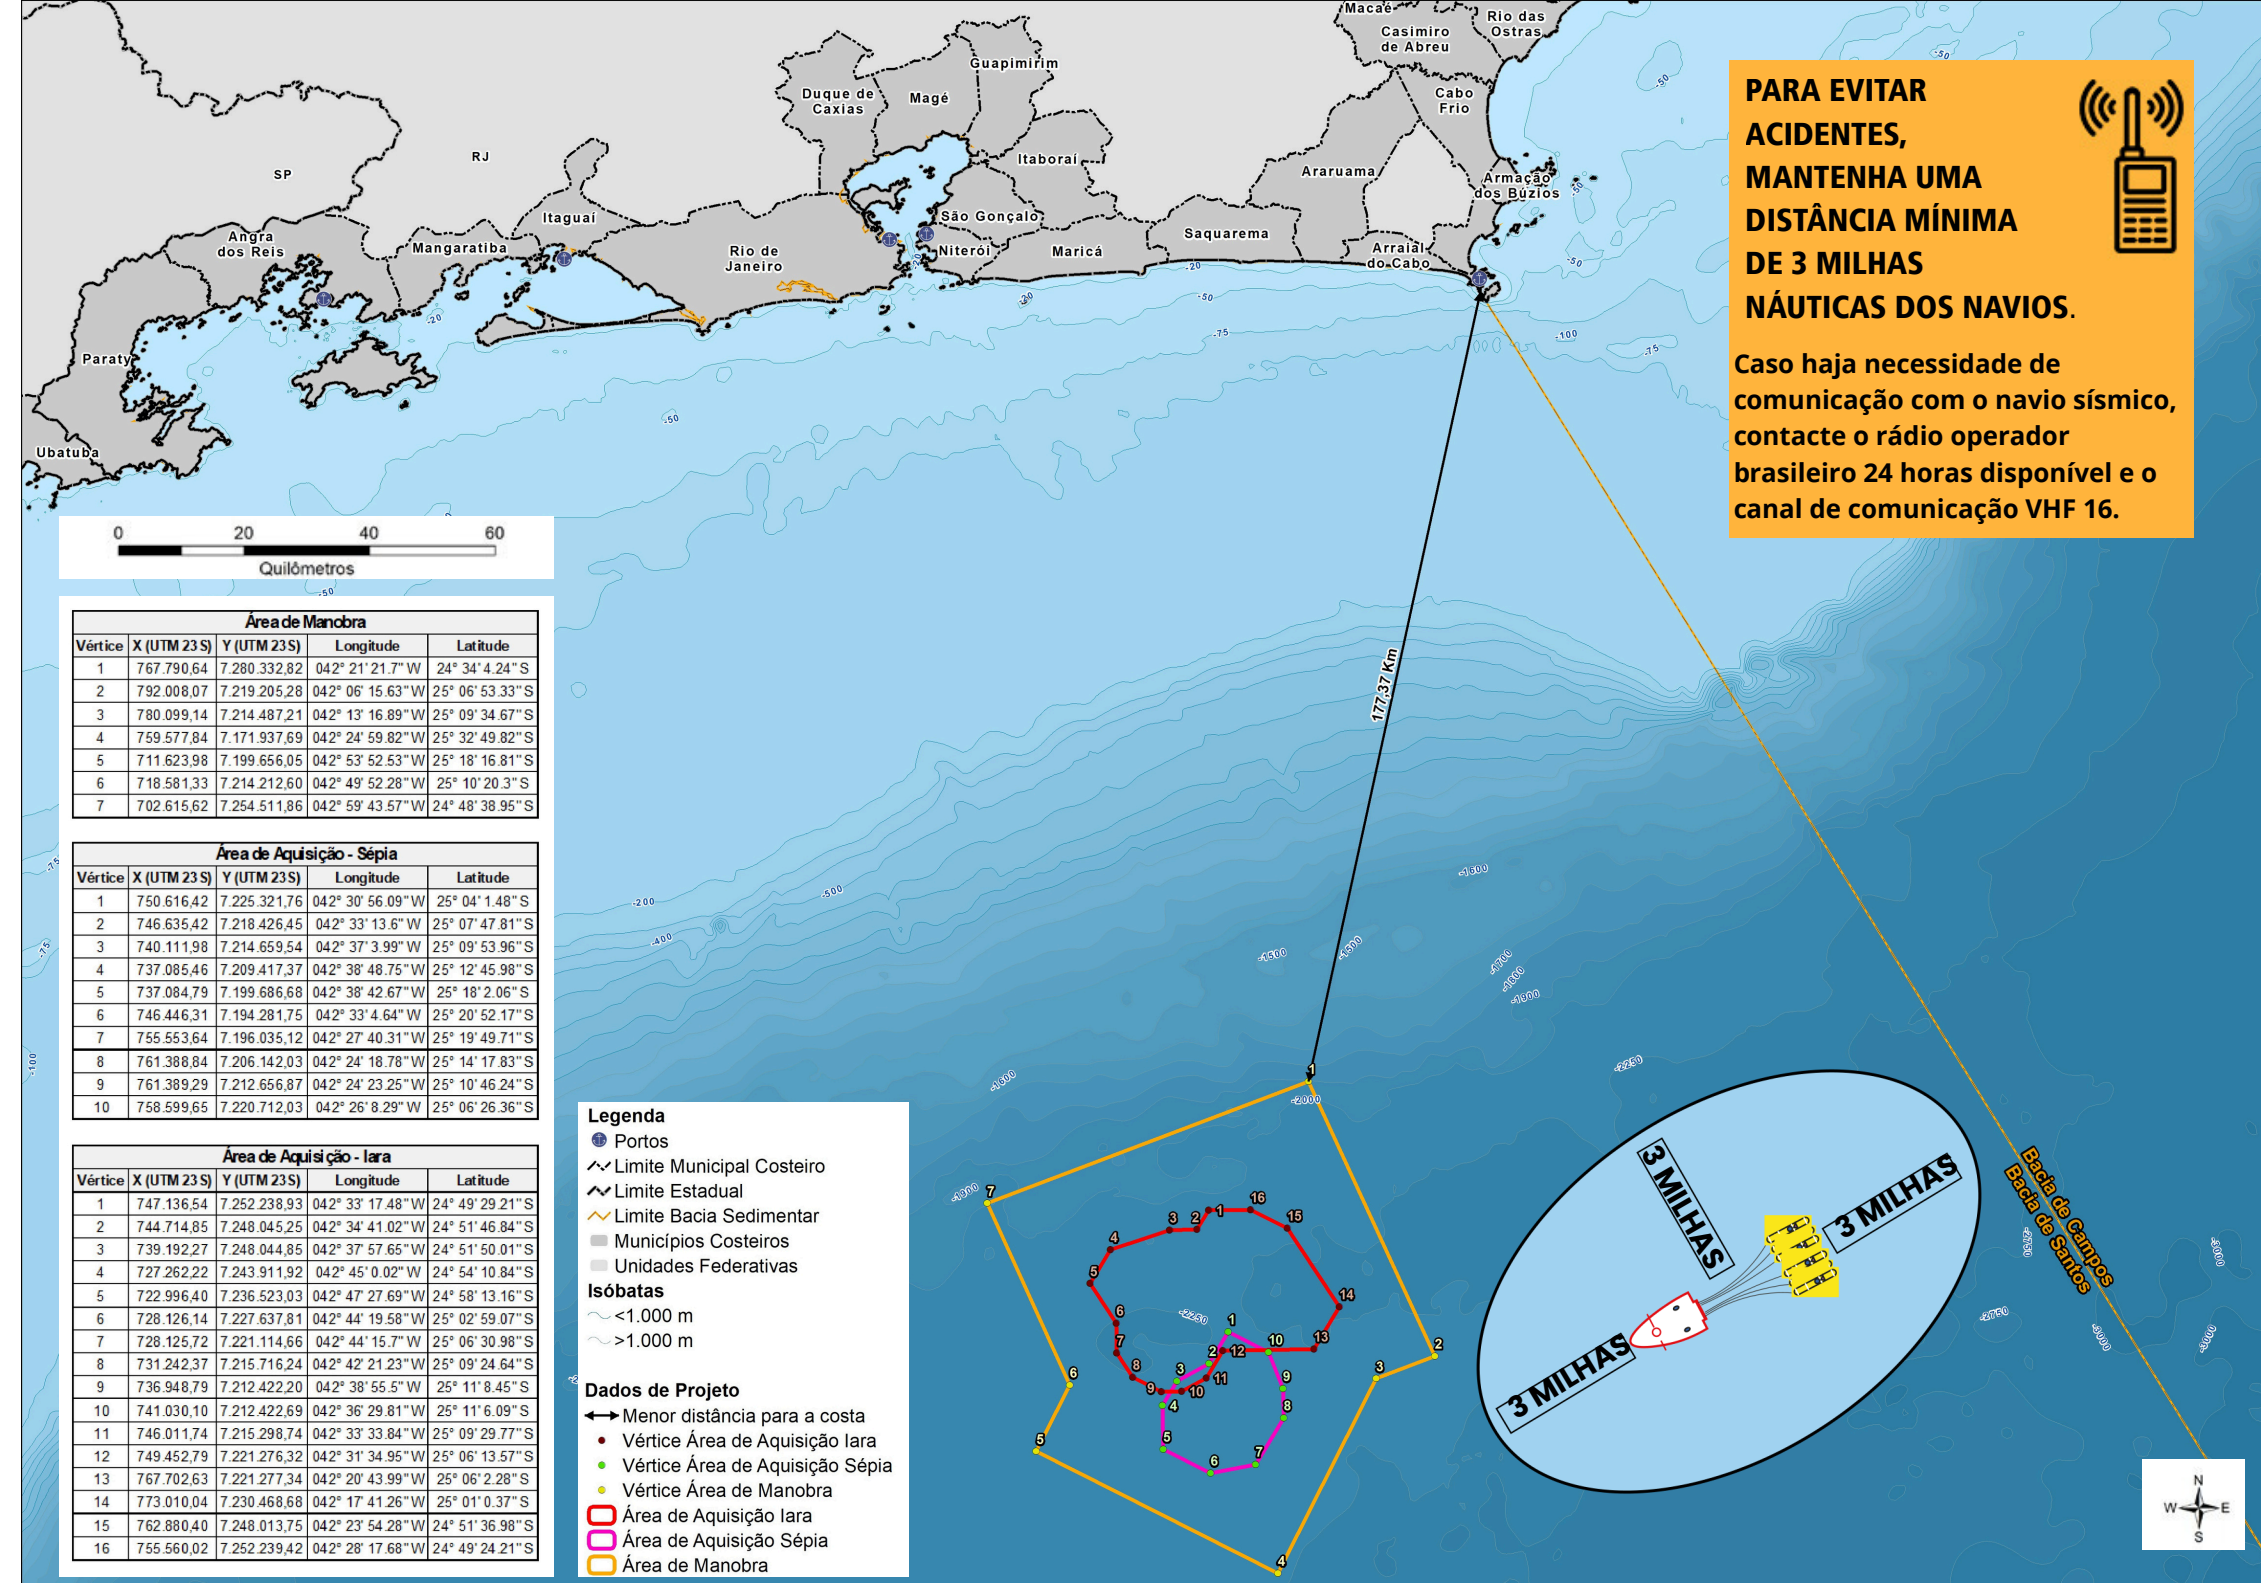 Macaé
Rio das
Ostras
Casimiro
de Abreu
Guapimirim
Duque de
Caxias
Magé
Cabo
Frio
RJ
SP
Itaboraí
Araruama
Armação
dos Búzios
Itaguaí
São Gonçalo
Angra
dos Reis
Mangaratiba
Rio de
Janeiro
Niterói
Maricá
Saquarema
Arraial
do Cabo
Paraty
Ubatuba
PARA EVITAR
ACIDENTES,
MANTENHA UMA
DISTÂNCIA MÍNIMA
DE 3 MILHAS
NÁUTICAS DOS NAVIOS.
Caso haja necessidade de
comunicação com o navio sísmico,
contacte o rádio operador
brasileiro 24 horas disponível e o
canal de comunicação VHF 16.
0 20 40 60
Quilômetros
Área de Manobra
Vértice X (UTM 23 S) Y (UTM 23 S) Longitude Latitude
1 767.790,64 7.280.332,82 042° 21' 21.7" W 24° 34' 4.24" S
2 792.008,07 7.219.205,28 042° 06' 15.63" W 25° 06' 53.33" S
3 780.099,14 7.214.487,21 042° 13' 16.89" W 25° 09' 34.67" S
4 759.577,84 7.171.937,69 042° 24' 59.82" W 25° 32' 49.82" S
5 711.623,98 7.199.656,05 042° 53' 52.53" W 25° 18' 16.81" S
6 718.581,33 7.214.212,60 042° 49' 52.28" W 25° 10' 20.3" S
7 702.615,62 7.254.511,86 042° 59' 43.57" W 24° 48' 38.95" S
Área de Aquisição - Sépia
Vértice X (UTM 23 S) Y (UTM 23 S) Longitude Latitude
1 750.616,42 7.225.321,76 042° 30' 56.09" W 25° 04' 1.48" S
2 746.635,42 7.218.426,45 042° 33' 13.6" W 25° 07' 47.81" S
3 740.111,98 7.214.659,54 042° 37' 3.99" W 25° 09' 53.96" S
4 737.085,46 7.209.417,37 042° 38' 48.75" W 25° 12' 45.98" S
5 737.084,79 7.199.686,68 042° 38' 42.67" W 25° 18' 2.06" S
6 746.446,31 7.194.281,75 042° 33' 4.64" W 25° 20' 52.17" S
7 755.553,64 7.196.035,12 042° 27' 40.31" W 25° 19' 49.71" S
8 761.388,84 7.206.142,03 042° 24' 18.78" W 25° 14' 17.83" S
9 761.389,29 7.212.656,87 042° 24' 23.25" W 25° 10' 46.24" S
10 758.599,65 7.220.712,03 042° 26' 8.29" W 25° 06' 26.36" S
Área de Aquisição - Iara
Vértice X (UTM 23 S) Y (UTM 23 S) Longitude Latitude
1 747.136,54 7.252.238,93 042° 33' 17.48" W 24° 49' 29.21" S
2 744.714,85 7.248.045,25 042° 34' 41.02" W 24° 51' 46.84" S
3 739.192,27 7.248.044,85 042° 37' 57.65" W 24° 51' 50.01" S
4 727.262,22 7.243.911,92 042° 45' 0.02" W 24° 54' 10.84" S
5 722.996,40 7.236.523,03 042° 47' 27.69" W 24° 58' 13.16" S
6 728.126,14 7.227.637,81 042° 44' 19.58" W 25° 02' 59.07" S
7 728.125,72 7.221.114,66 042° 44' 15.7" W 25° 06' 30.98" S
8 731.242,37 7.215.716,24 042° 42' 21.23" W 25° 09' 24.64" S
9 736.948,79 7.212.422,20 042° 38' 55.5" W 25° 11' 8.45" S
10 741.030,10 7.212.422,69 042° 36' 29.81" W 25° 11' 6.09" S
11 746.011,74 7.215.298,74 042° 33' 33.84" W 25° 09' 29.77" S
12 749.452,79 7.221.276,32 042° 31' 34.95" W 25° 06' 13.57" S
13 767.702,63 7.221.277,34 042° 20' 43.99" W 25° 06' 2.28" S
14 773.010,04 7.230.468,68 042° 17' 41.26" W 25° 01' 0.37" S
15 762.880,40 7.248.013,75 042° 23' 54.28" W 24° 51' 36.98" S
16 755.560,02 7.252.239,42 042° 28' 17.68" W 24° 49' 24.21" S
Legenda
Portos
Limite Municipal Costeiro
Limite Estadual
Limite Bacia Sedimentar
Municípios Costeiros
Unidades Federativas
Isóbatas
<1.000 m
>1.000 m
Dados de Projeto
Menor distância para a costa
Vértice Área de Aquisição Iara
Vértice Área de Aquisição Sépia
Vértice Área de Manobra
Área de Aquisição Iara
Área de Aquisição Sépia
Área de Manobra
177,37 Km
-20
-50
-75
-100
-200
-400
-500
-1500
-1600
-1700
-1800
-1900
-2000
-2250
-2750
-3000
3 MILHAS
3 MILHAS
3 MILHAS
Bacia de Campos
Bacia de Santos
N
W E
S